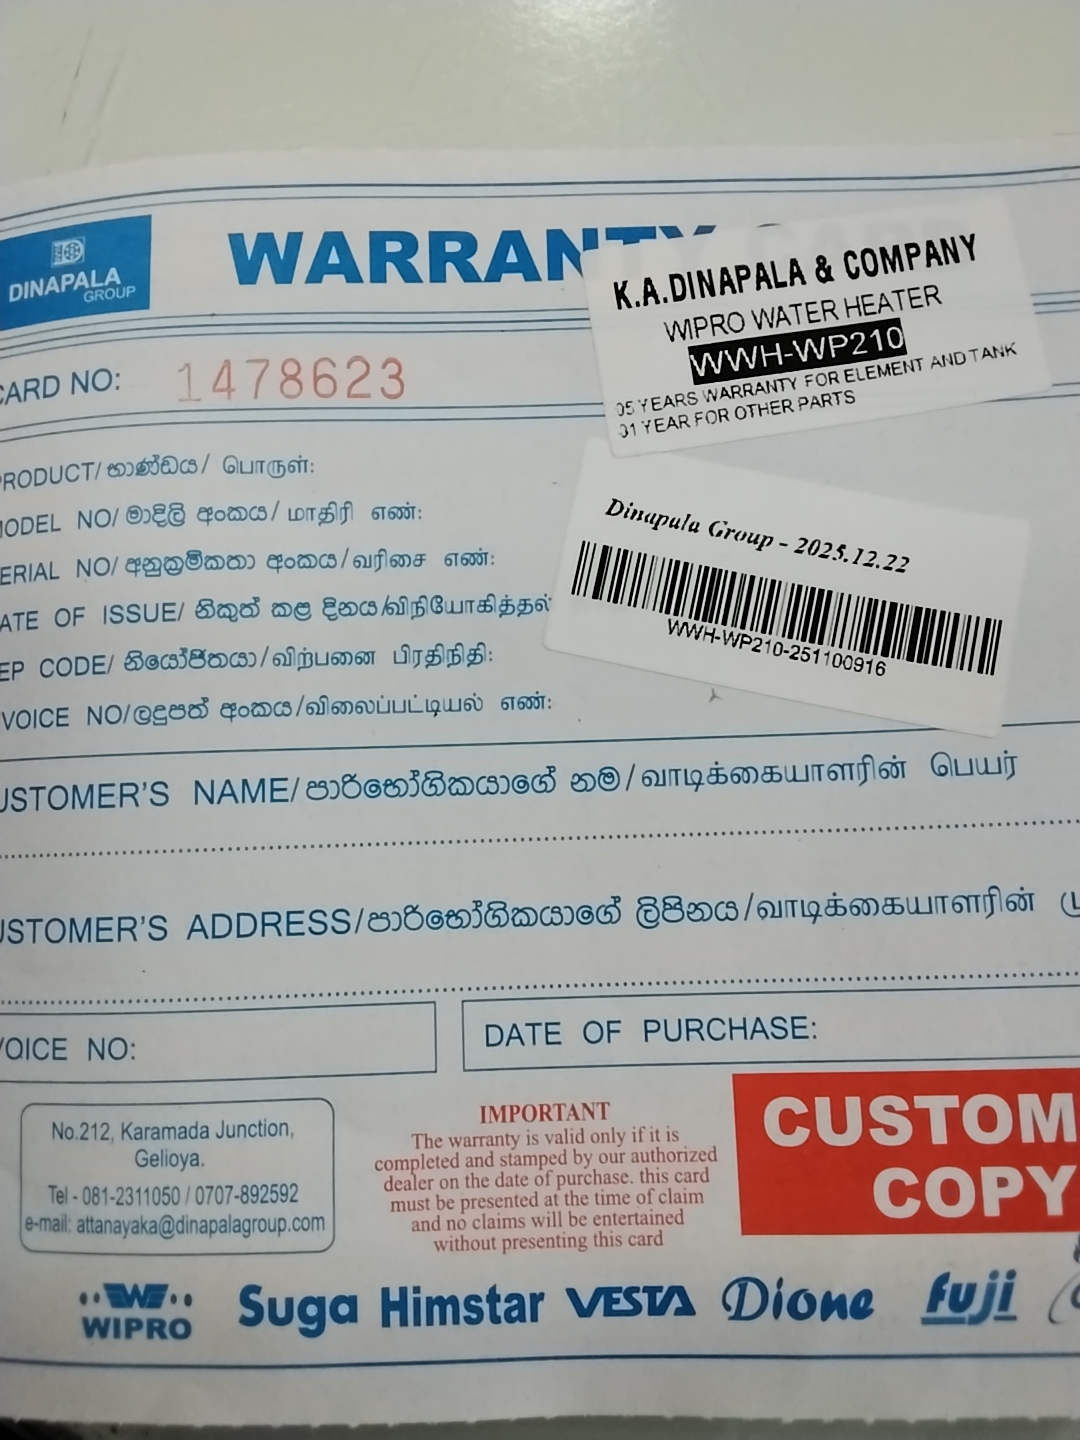 DINAPALA
GROUP
WARRANTY
K.A.DINAPALA & COMPANY
WIPRO WATER HEATER
WWH-WP210
05 YEARS WARRANTY FOR ELEMENT AND TANK
01 YEAR FOR OTHER PARTS
CARD NO: 1478623
PRODUCT/භාණ්ඩය/ பொருள்:
MODEL NO/මාදිලි අංකය/மாதிரி எண்:
SERIAL NO/අනුක්‍රමිකතා අංකය/வரிசை எண்:
DATE OF ISSUE/නිකුත් කළ දිනය/விநியோகித்தல்
REP CODE/නියෝජිතයා/விற்பனை பிரதிநிதி:
INVOICE NO/ලදුපත් අංකය/விலைப்பட்டியல் எண்:
Dinapala Group - 2025.12.22
WWH-WP210-251100916
CUSTOMER'S NAME/පාරිභෝගිකයාගේ නම/வாடிக்கையாளரின் பெயர்
CUSTOMER'S ADDRESS/පාරිභෝගිකයාගේ ලිපිනය/வாடிக்கையாளரின்
INVOICE NO:
DATE OF PURCHASE:
No.212, Karamada Junction,
Gelioya.
Tel - 081-2311050 / 0707-892592
e-mail: attanayaka@dinapalagroup.com
IMPORTANT
The warranty is valid only if it is
completed and stamped by our authorized
dealer on the date of purchase. this card
must be presented at the time of claim
and no claims will be entertained
without presenting this card
CUSTOM
COPY
WIPRO
Suga
Himstar
VESTA
Dione
fuji